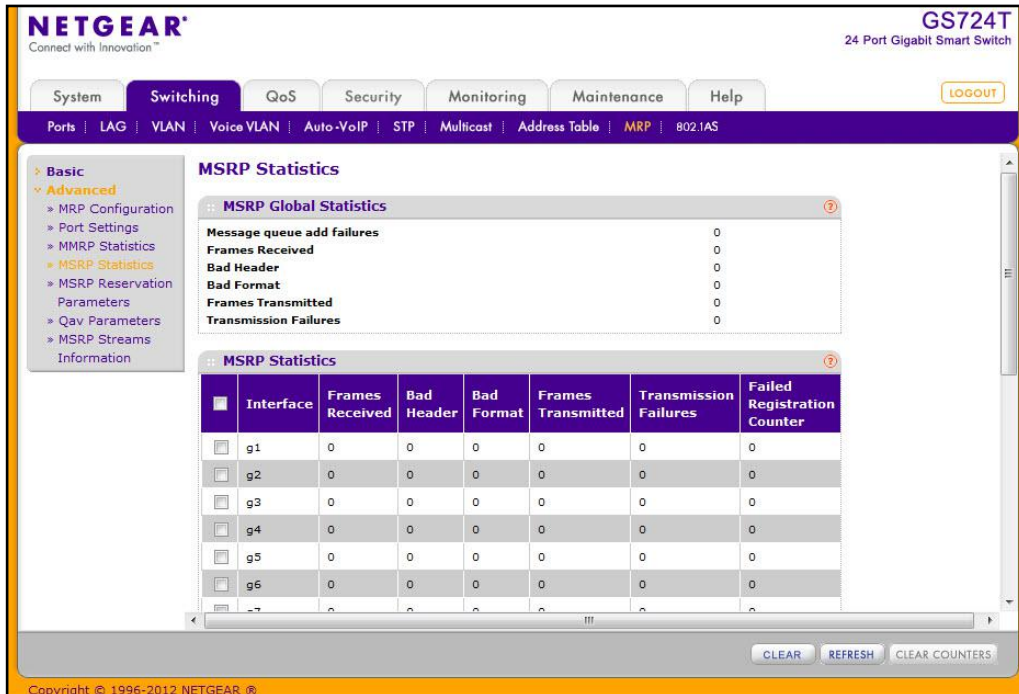 NETGEAR®
Connect with Innovation™
GS724T
24 Port Gigabit Smart Switch
System Switching QoS Security Monitoring Maintenance Help LOGOUT
Ports LAG VLAN Voice VLAN Auto-VoIP STP Multicast Address Table MRP 802.1AS
Basic
Advanced
» MRP Configuration
» Port Settings
» MMRP Statistics
» MSRP Statistics
» MSRP Reservation
Parameters
» Qav Parameters
» MSRP Streams
Information
MSRP Statistics
MSRP Global Statistics
Message queue add failures 0
Frames Received 0
Bad Header 0
Bad Format 0
Frames Transmitted 0
Transmission Failures 0
MSRP Statistics
Interface Frames Received Bad Header Bad Format Frames Transmitted Transmission Failures Failed Registration Counter
g1 0 0 0 0 0 0
g2 0 0 0 0 0 0
g3 0 0 0 0 0 0
g4 0 0 0 0 0 0
g5 0 0 0 0 0 0
g6 0 0 0 0 0 0
CLEAR REFRESH CLEAR COUNTERS
Copyright © 1996-2012 NETGEAR ®